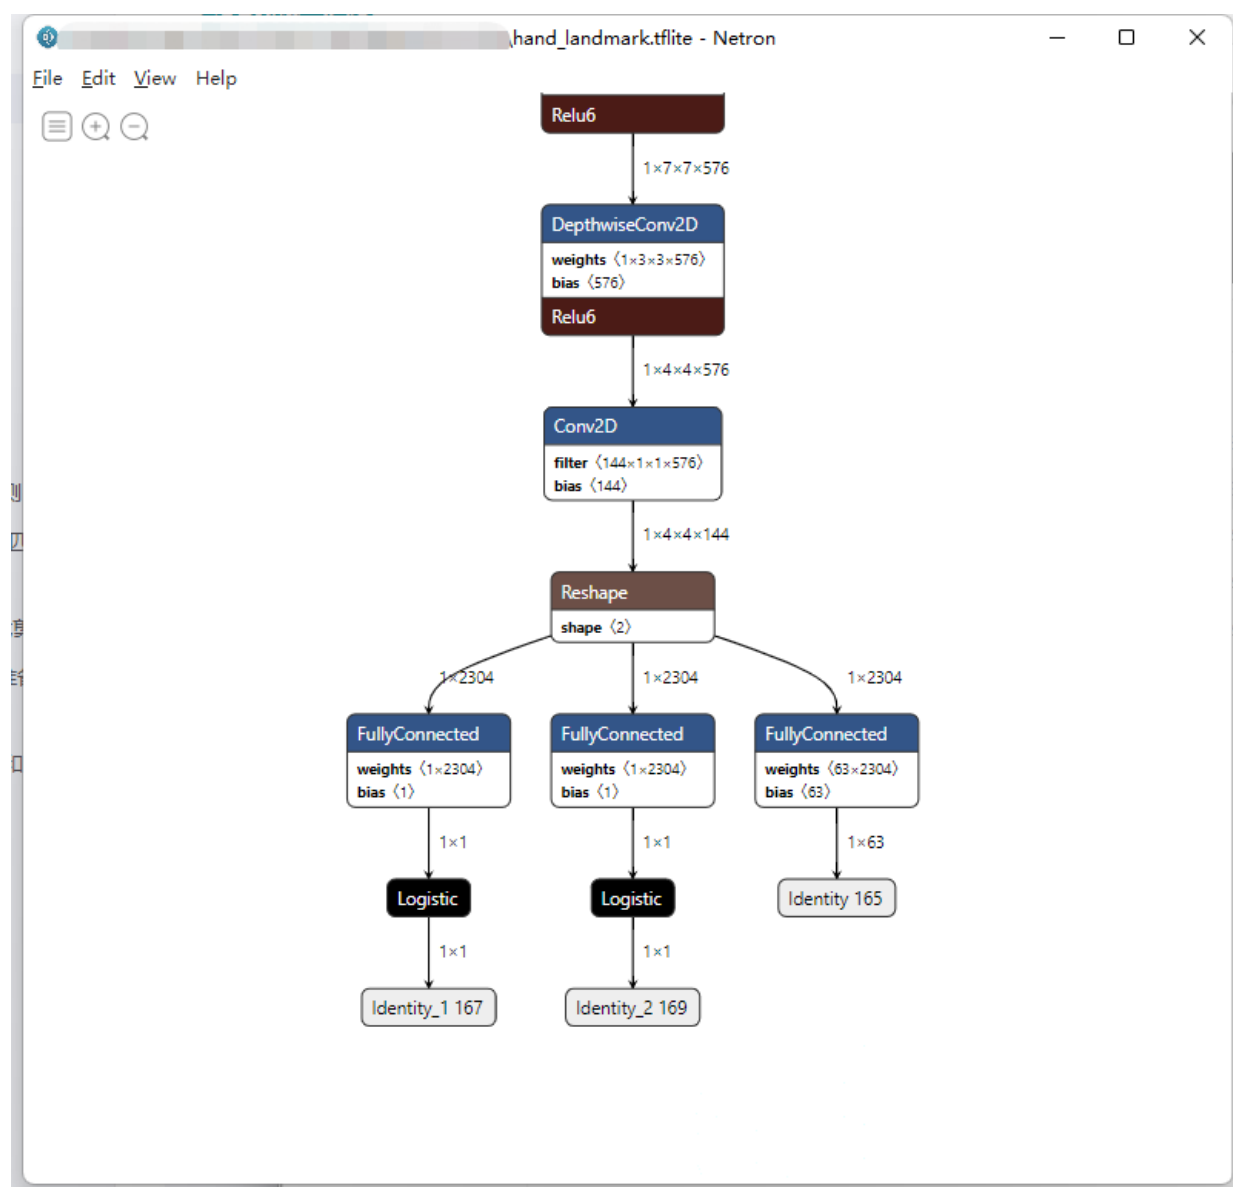 \hand_landmark.tflite - Netron
File Edit View Help
Relu6
1×7×7×576
DepthwiseConv2D
weights 〈1×3×3×576〉
bias 〈576〉
Relu6
1×4×4×576
Conv2D
filter 〈144×1×1×576〉
bias 〈144〉
1×4×4×144
Reshape
shape 〈2〉
1×2304 1×2304 1×2304
FullyConnected FullyConnected FullyConnected
weights 〈1×2304〉 weights 〈1×2304〉 weights 〈63×2304〉
bias 〈1〉 bias 〈1〉 bias 〈63〉
1×1 1×1 1×63
Logistic Logistic Identity 165
1×1 1×1
Identity_1 167 Identity_2 169